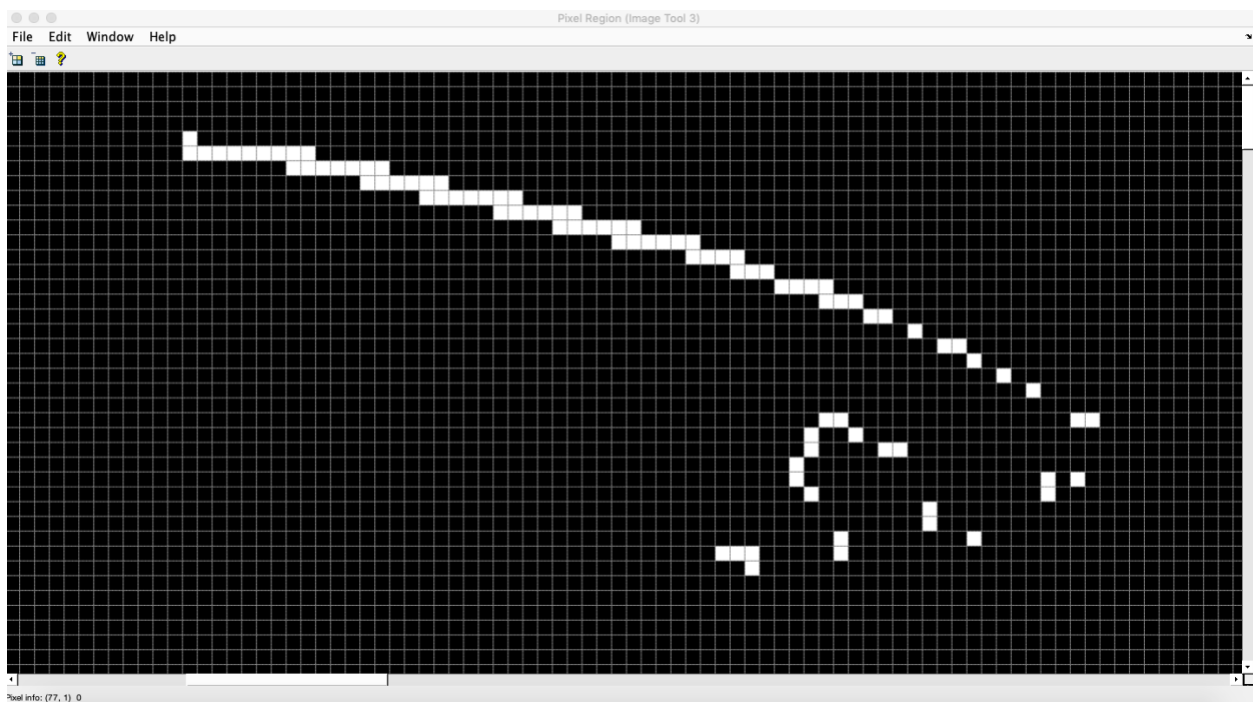 Pixel Region (Image Tool 3)
File Edit Window Help
Pixel info: (77, 1) 0